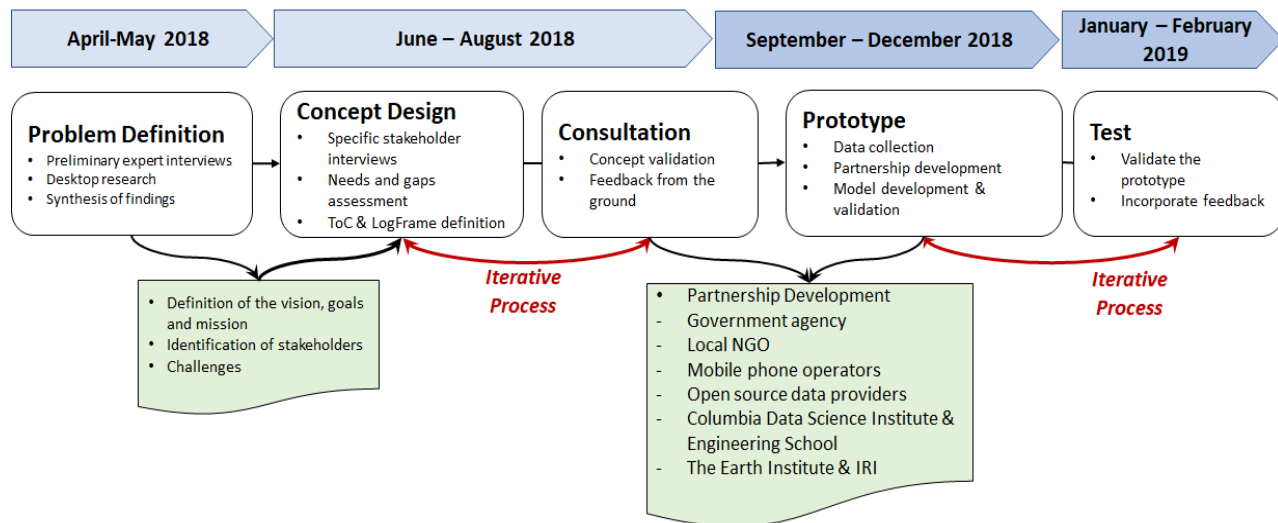 April-May 2018
June – August 2018
September – December 2018
January – February
2019
Problem Definition
• Preliminary expert interviews
• Desktop research
• Synthesis of findings
Concept Design
• Specific stakeholder
interviews
• Needs and gaps
assessment
• ToC & LogFrame definition
Consultation
• Concept validation
• Feedback from the
ground
Prototype
• Data collection
• Partnership development
• Model development &
validation
Test
• Validate the
prototype
• Incorporate feedback
Iterative
Process
Iterative
Process
• Definition of the vision, goals
and mission
• Identification of stakeholders
• Challenges
• Partnership Development
- Government agency
- Local NGO
- Mobile phone operators
- Open source data providers
- Columbia Data Science Institute &
Engineering School
- The Earth Institute & IRI